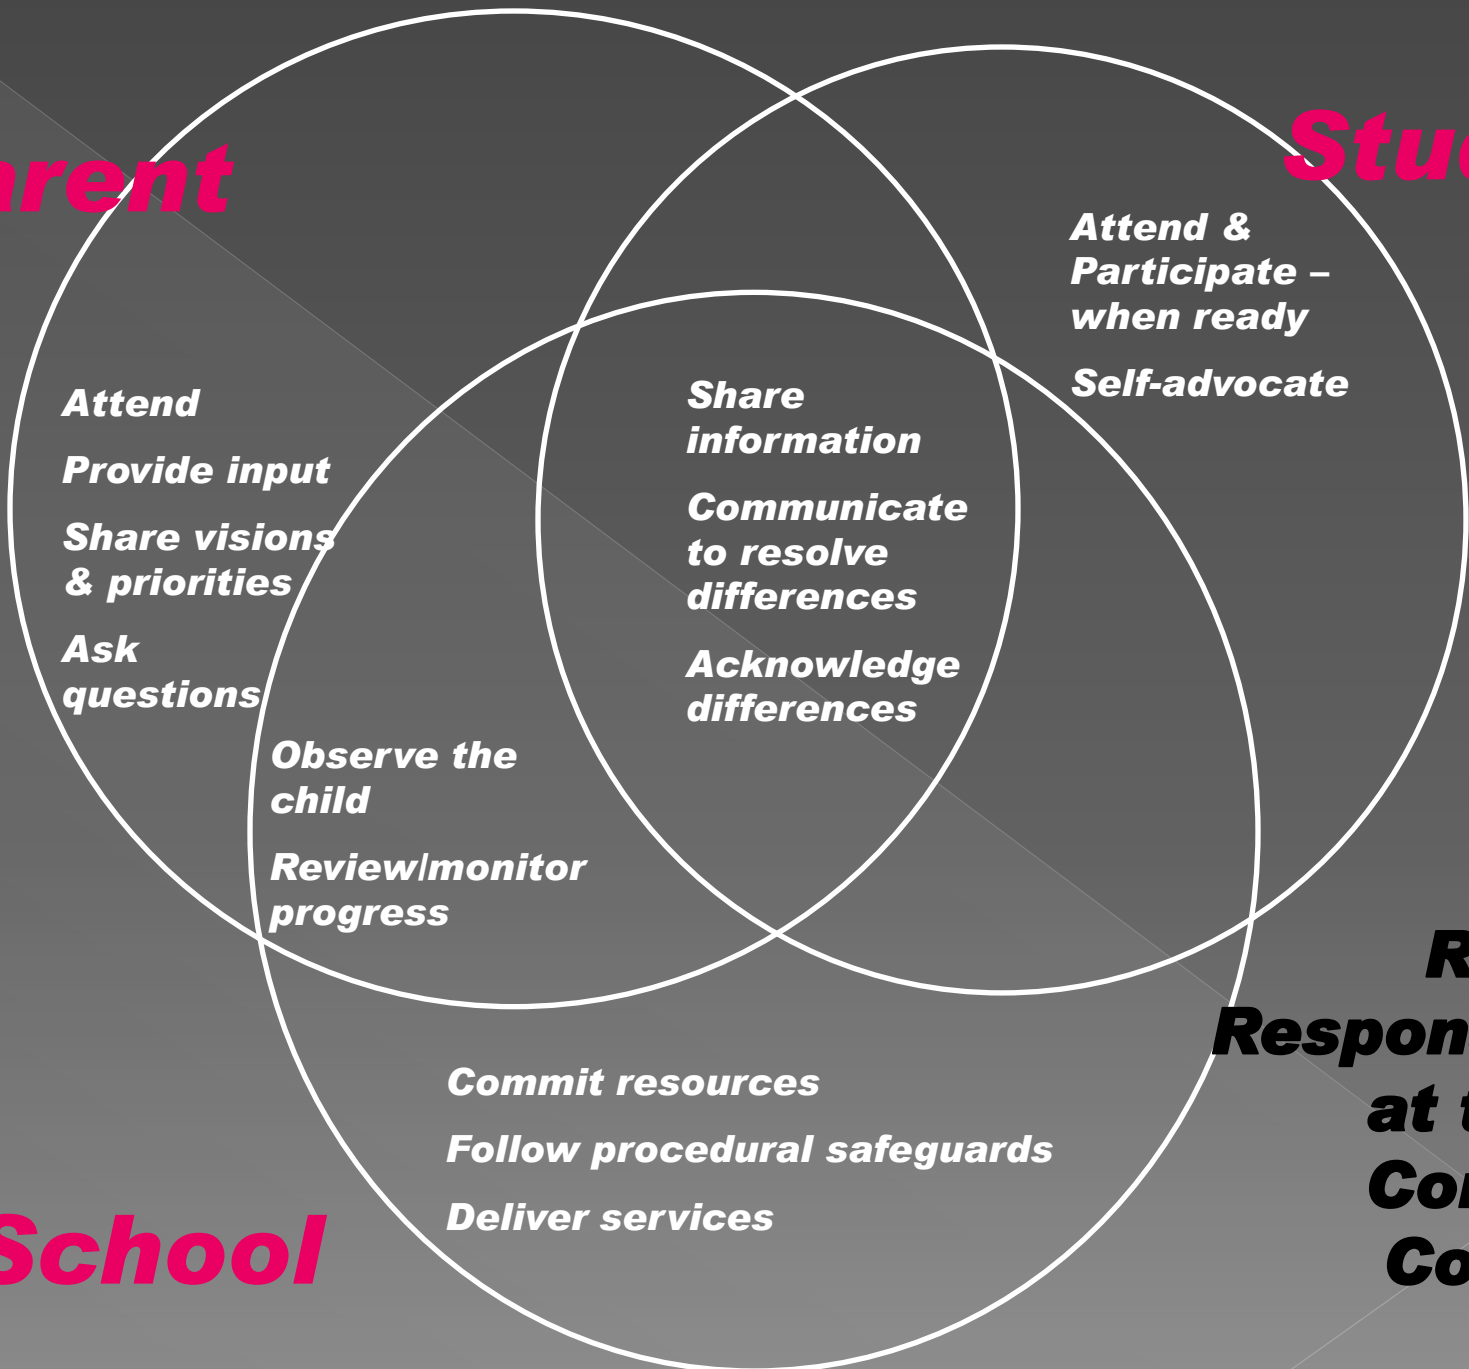 arent
Stu
Attend &
Participate –
when ready
Self-advocate
Attend
Provide input
Share visions
& priorities
Ask
questions
Share
information
Communicate
to resolve
differences
Acknowledge
differences
Observe the
child
Review/monitor
progress
Commit resources
Follow procedural safeguards
Deliver services
School
R
Respon
at t
Co
Co